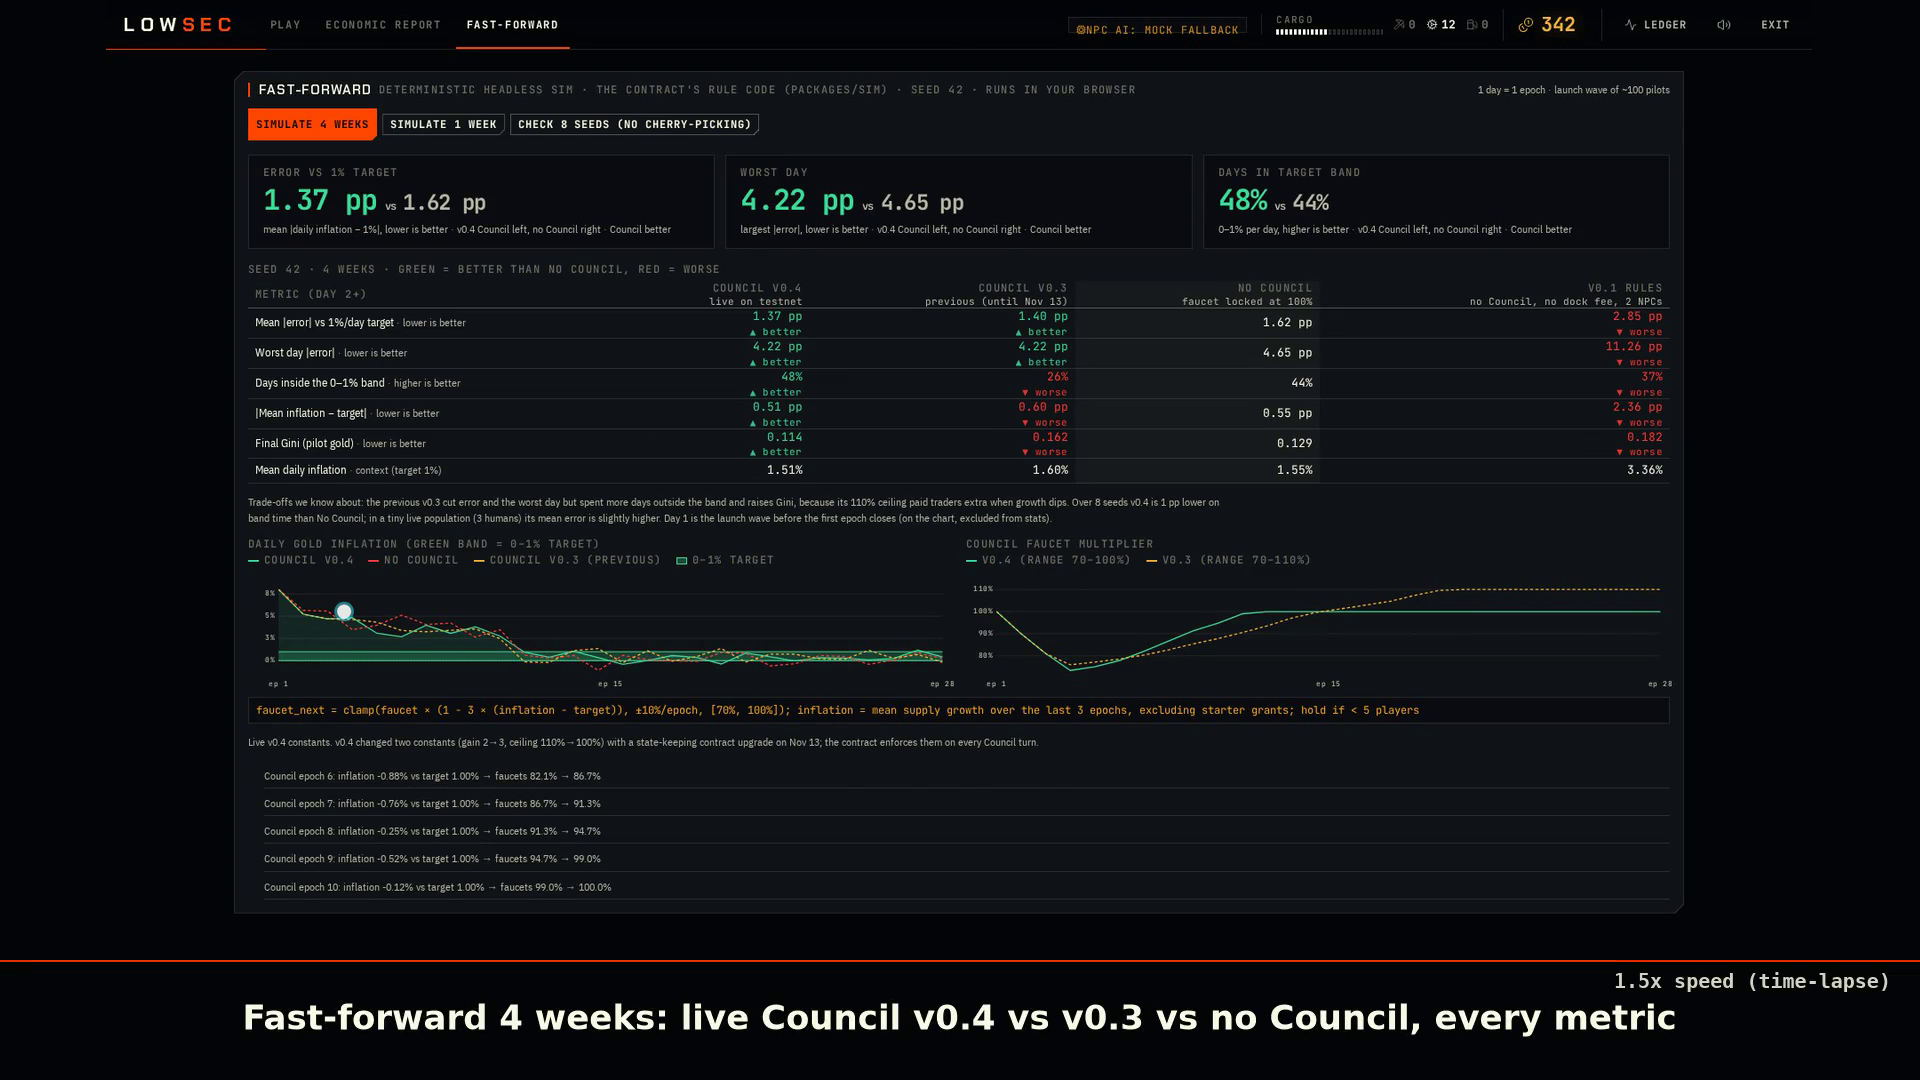 LOWSEC PLAY ECONOMIC REPORT FAST-FORWARD NPC AI: MOCK FALLBACK CARGO 0 12 0 342 LEDGER EXIT
FAST-FORWARD DETERMINISTIC HEADLESS SIM · THE CONTRACT'S RULE CODE (PACKAGES/SIM) · SEED 42 · RUNS IN YOUR BROWSER 1 day = 1 epoch · launch wave of ~100 pilots
SIMULATE 4 WEEKS SIMULATE 1 WEEK CHECK 8 SEEDS (NO CHERRY-PICKING)
ERROR VS 1% TARGET
1.37 pp vs 1.62 pp
mean |daily inflation − 1%|, lower is better · v0.4 Council left, no Council right · Council better
WORST DAY
4.22 pp vs 4.65 pp
largest |error|, lower is better · v0.4 Council left, no Council right · Council better
DAYS IN TARGET BAND
48% vs 44%
0–1% per day, higher is better · v0.4 Council left, no Council right · Council better
SEED 42 · 4 WEEKS · GREEN = BETTER THAN NO COUNCIL, RED = WORSE
METRIC (DAY 2+) COUNCIL V0.4 COUNCIL V0.3 NO COUNCIL V0.1 RULES
live on testnet previous (until Nov 13) faucet locked at 100% no Council, no dock fee, 2 NPCs
Mean |error| vs 1%/day target · lower is better 1.37 pp 1.40 pp 1.62 pp 2.85 pp
▲ better ▲ better ▼ worse
Worst day |error| · lower is better 4.22 pp 4.22 pp 4.65 pp 11.26 pp
▲ better ▲ better ▼ worse
Days inside the 0–1% band · higher is better 48% 26% 44% 37%
▲ better ▼ worse ▼ worse
|Mean inflation − target| · lower is better 0.51 pp 0.60 pp 0.55 pp 2.36 pp
▲ better ▼ worse ▼ worse
Final Gini (pilot gold) · lower is better 0.114 0.162 0.129 0.182
▲ better ▼ worse ▼ worse
Mean daily inflation · context (target 1%) 1.51% 1.60% 1.55% 3.36%
Trade-offs we know about: the previous v0.3 cut error and the worst day but spent more days outside the band and raises Gini, because its 110% ceiling paid traders extra when growth dips. Over 8 seeds v0.4 is 1 pp lower on
band time than No Council; in a tiny live population (3 humans) its mean error is slightly higher. Day 1 is the launch wave before the first epoch closes (on the chart, excluded from stats).
DAILY GOLD INFLATION (GREEN BAND = 0–1% TARGET)
COUNCIL V0.4 NO COUNCIL COUNCIL V0.3 (PREVIOUS) 0–1% TARGET
8%
5%
3%
0%
ep 1 ep 15 ep 28
COUNCIL FAUCET MULTIPLIER
V0.4 (RANGE 70–100%) V0.3 (RANGE 70–110%)
110%
100%
90%
80%
ep 1 ep 15 ep 28
faucet_next = clamp(faucet × (1 - 3 × (inflation - target)), ±10%/epoch, [70%, 100%]); inflation = mean supply growth over the last 3 epochs, excluding starter grants; hold if < 5 players
Live v0.4 constants. v0.4 changed two constants (gain 2→3, ceiling 110%→100%) with a state-keeping contract upgrade on Nov 13; the contract enforces them on every Council turn.
Council epoch 6: inflation -0.88% vs target 1.00% → faucets 82.1% → 86.7%
Council epoch 7: inflation -0.76% vs target 1.00% → faucets 86.7% → 91.3%
Council epoch 8: inflation -0.25% vs target 1.00% → faucets 91.3% → 94.7%
Council epoch 9: inflation -0.52% vs target 1.00% → faucets 94.7% → 99.0%
Council epoch 10: inflation -0.12% vs target 1.00% → faucets 99.0% → 100.0%
1.5x speed (time-lapse)
Fast-forward 4 weeks: live Council v0.4 vs v0.3 vs no Council, every metric